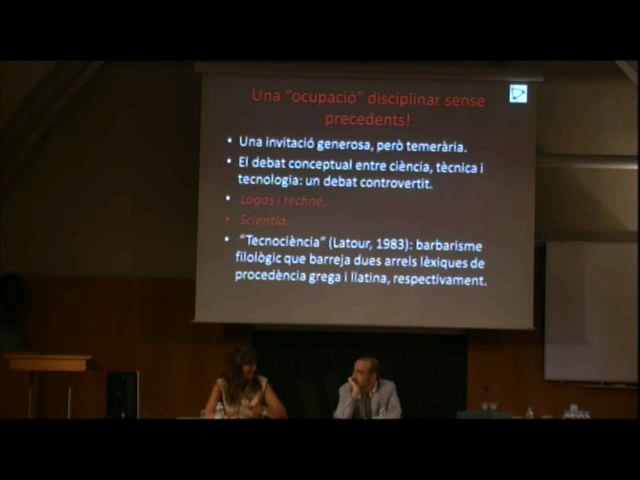 Una "ocupació" disciplinar sense
precedents!
• Una invitació generosa, però temerària.
• El debat conceptual entre ciència, tècnica i
tecnologia: un debat controvertit.
• Logos i techné.
• Scientia.
• "Tecnociència" (Latour, 1983): barbarisme
filològic que barreja dues arrels lèxiques de
procedència grega i llatina, respectivament.